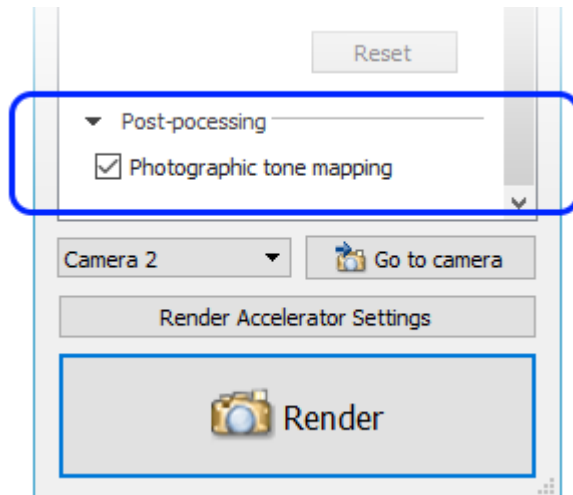 Reset
Post-pocessing
Photographic tone mapping
Camera 2
Go to camera
Render Accelerator Settings
Render